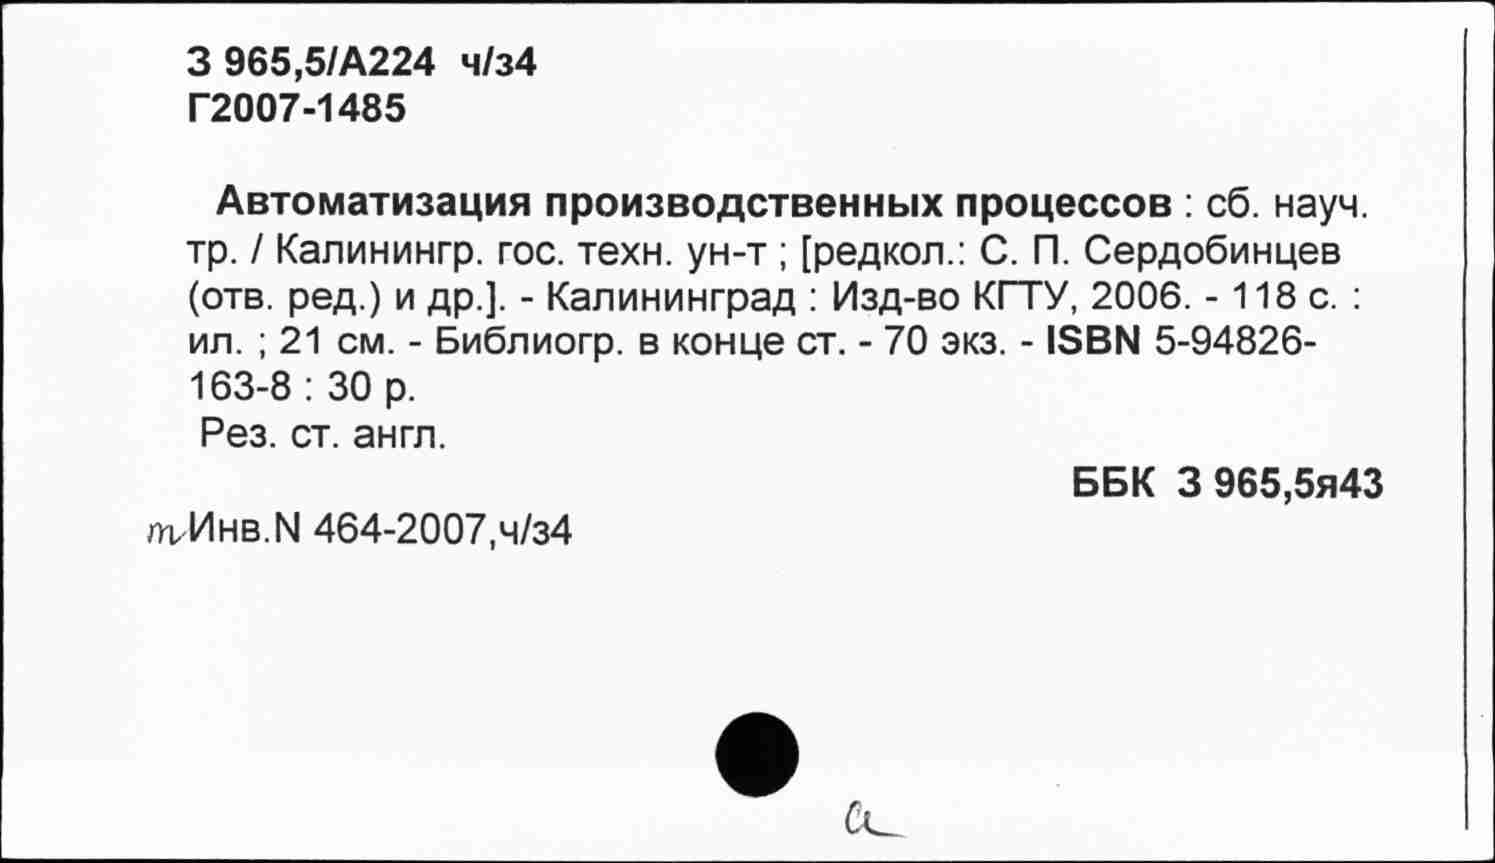 З 965,5/А224 ч/з4
Г2007-1485
Автоматизация производственных процессов : сб. науч.
тр. / Калинингр. гос. техн. ун-т ; [редкол.: С. П. Сердобинцев
(отв. ред.) и др.]. - Калининград : Изд-во КГТУ, 2006. - 118 с. :
ил. ; 21 см. - Библиогр. в конце ст. - 70 экз. - ISBN 5-94826-
163-8 : 30 р.
Рез. ст. англ.
ББК З 965,5я43
т Инв.N 464-2007,ч/з4
а